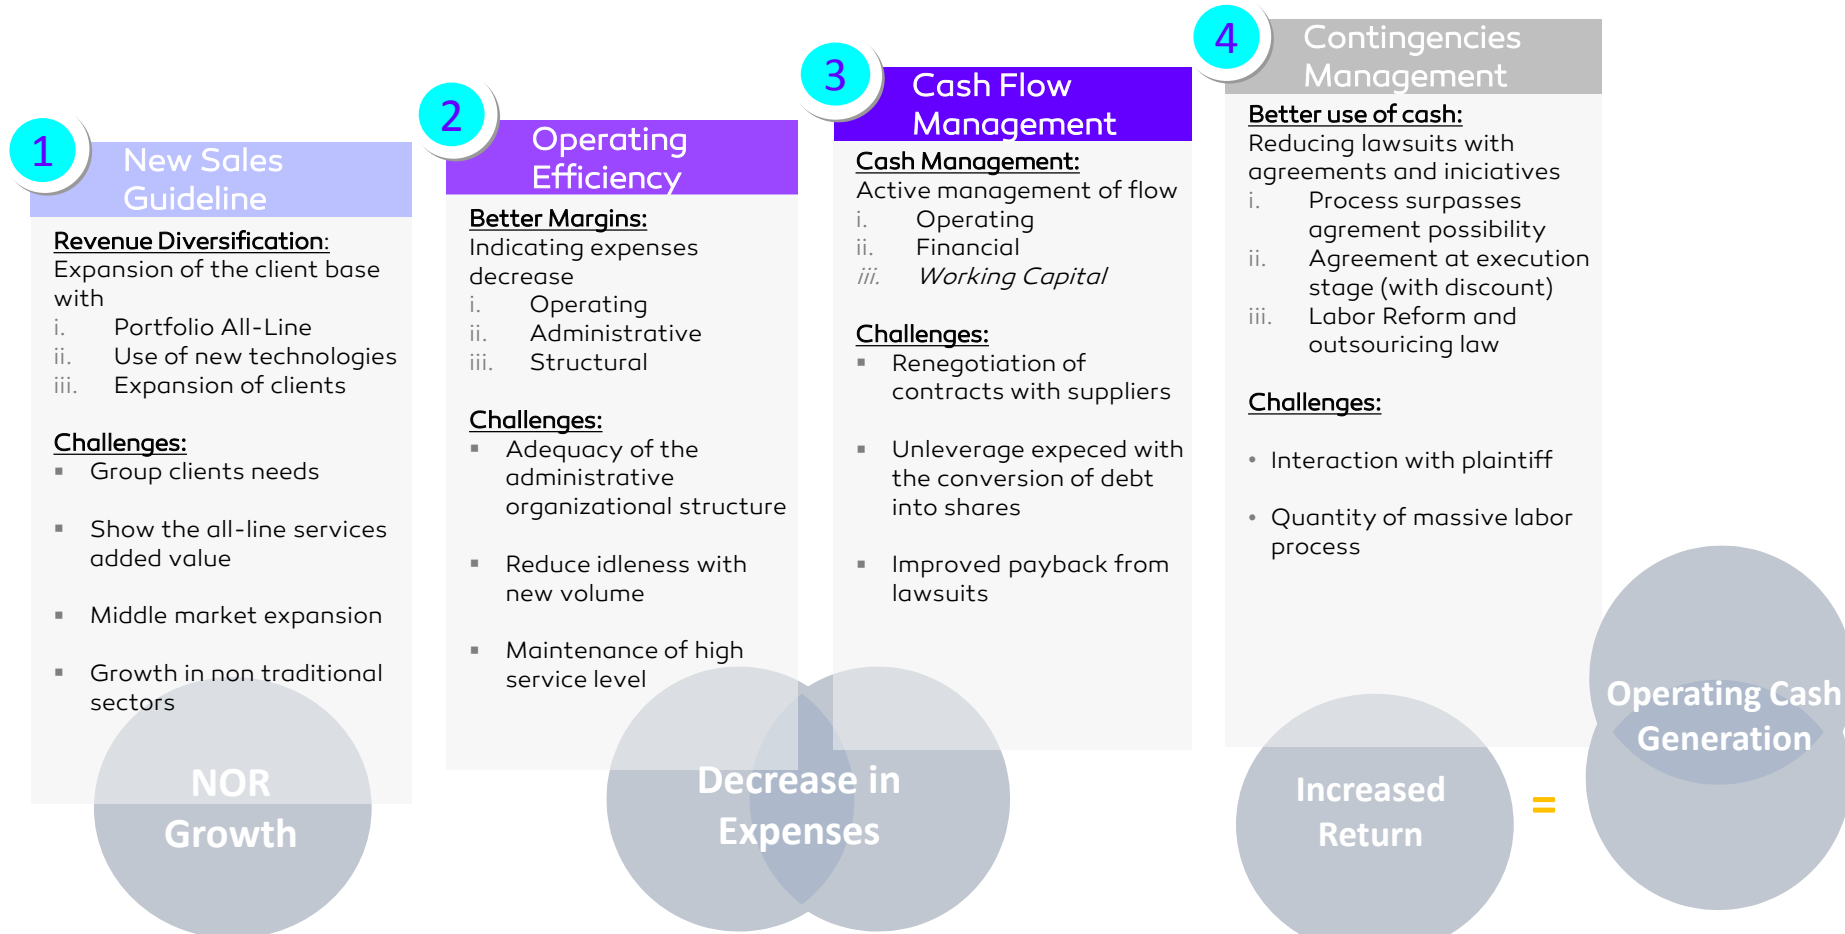 1
New Sales
Guideline
Revenue Diversification:
Expansion of the client base
with
i. Portfolio All-Line
ii. Use of new technologies
iii. Expansion of clients
Challenges:
▪ Group clients needs
▪ Show the all-line services
added value
▪ Middle market expansion
▪ Growth in non traditional
sectors
NOR
Growth
2
Operating
Efficiency
Better Margins:
Indicating expenses
decrease
i. Operating
ii. Administrative
iii. Structural
Challenges:
▪ Adequacy of the
administrative
organizational structure
▪ Reduce idleness with
new volume
▪ Maintenance of high
service level
3
Cash Flow
Management
Cash Management:
Active management of flow
i. Operating
ii. Financial
iii. Working Capital
Challenges:
▪ Renegotiation of
contracts with suppliers
▪ Unleverage expeced with
the conversion of debt
into shares
▪ Improved payback from
lawsuits
Decrease in
Expenses
4
Contingencies
Management
Better use of cash:
Reducing lawsuits with
agreements and iniciatives
i. Process surpasses
agrement possibility
ii. Agreement at execution
stage (with discount)
iii. Labor Reform and
outsouricing law
Challenges:
• Interaction with plaintiff
• Quantity of massive labor
process
Increased
Return
=
Operating Cash
Generation